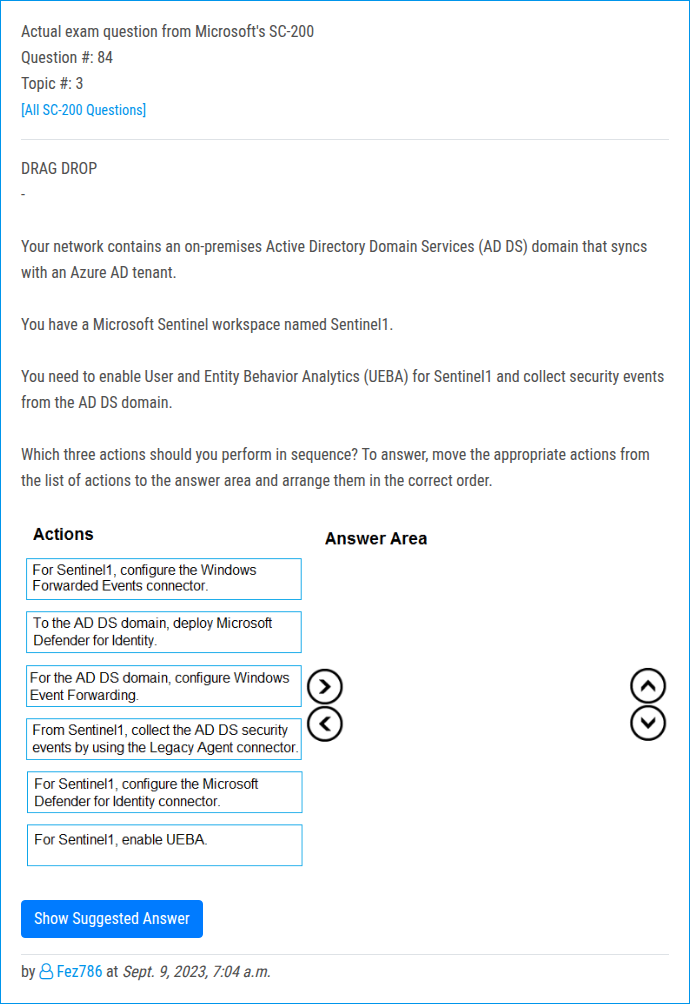 Actual exam question from Microsoft's SC-200
Question #: 84
Topic #: 3
[All SC-200 Questions]
DRAG DROP
-
Your network contains an on-premises Active Directory Domain Services (AD DS) domain that syncs
with an Azure AD tenant.
You have a Microsoft Sentinel workspace named Sentinel1.
You need to enable User and Entity Behavior Analytics (UEBA) for Sentinel1 and collect security events
from the AD DS domain.
Which three actions should you perform in sequence? To answer, move the appropriate actions from
the list of actions to the answer area and arrange them in the correct order.
Actions
Answer Area
For Sentinel1, configure the Windows
Forwarded Events connector.
To the AD DS domain, deploy Microsoft
Defender for Identity.
For the AD DS domain, configure Windows
Event Forwarding.
From Sentinel1, collect the AD DS security
events by using the Legacy Agent connector.
For Sentinel1, configure the Microsoft
Defender for Identity connector.
For Sentinel1, enable UEBA.
Show Suggested Answer
by Fez786 at Sept. 9, 2023, 7:04 a.m.